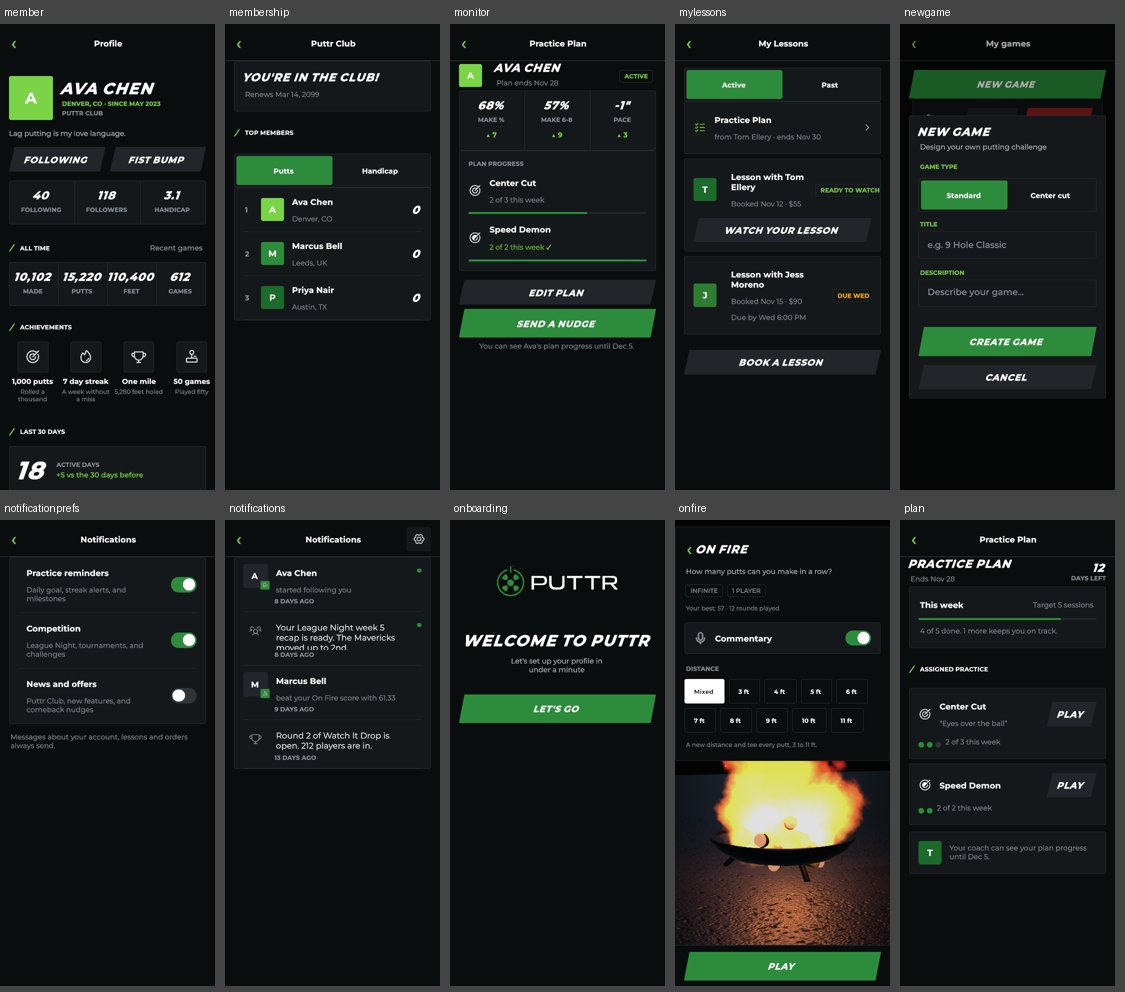 member
Profile
A
AVA CHEN
DENVER, CO · SINCE MAY 2023
PUTTR CLUB
Lag putting is my love language.
FOLLOWING
FIST BUMP
40
FOLLOWING
118
FOLLOWERS
3.1
HANDICAP
ALL TIME
Recent games
10,102
MADE
15,220
PUTTS
110,400
FEET
612
GAMES
ACHIEVEMENTS
1,000 putts
Rolled a
thousand
7 day streak
A week without
a miss
One mile
5,280 feet holed
50 games
Played fifty
LAST 30 DAYS
18
ACTIVE DAYS
+5 vs the 30 days before
membership
Puttr Club
YOU'RE IN THE CLUB!
Renews Mar 14, 2099
TOP MEMBERS
Putts
Handicap
1
A
Ava Chen
Denver, CO
0
2
M
Marcus Bell
Leeds, UK
0
3
P
Priya Nair
Austin, TX
0
monitor
Practice Plan
A
AVA CHEN
Plan ends Nov 28
ACTIVE
68%
MAKE %
▲ 7
57%
MAKE 6-8
▲ 9
-1"
PACE
▲ 3
PLAN PROGRESS
Center Cut
2 of 3 this week
Speed Demon
2 of 2 this week ✓
EDIT PLAN
SEND A NUDGE
You can see Ava's plan progress until Dec 5.
mylessons
My Lessons
Active
Past
Practice Plan
from Tom Ellery · ends Nov 30
T
Lesson with Tom
Ellery
Booked Nov 12 · $55
READY TO WATCH
WATCH YOUR LESSON
J
Lesson with Jess
Moreno
Booked Nov 15 · $90
Due by Wed 6:00 PM
DUE WED
BOOK A LESSON
newgame
My games
NEW GAME
NEW GAME
Design your own putting challenge
GAME TYPE
Standard
Center cut
TITLE
e.g. 9 Hole Classic
DESCRIPTION
Describe your game...
CREATE GAME
CANCEL
notificationprefs
Notifications
Practice reminders
Daily goal, streak alerts, and
milestones
Competition
League Night, tournaments, and
challenges
News and offers
Puttr Club, new features, and
comeback nudges
Messages about your account, lessons and orders
always send.
notifications
Notifications
A
Ava Chen
started following you
8 DAYS AGO
Your League Night week 5
recap is ready. The Mavericks
moved up to 2nd.
8 DAYS AGO
M
Marcus Bell
beat your On Fire score with 61.33
9 DAYS AGO
Round 2 of Watch It Drop is
open. 212 players are in.
13 DAYS AGO
onboarding
PUTTR
WELCOME TO PUTTR
Let's set up your profile in
under a minute
LET'S GO
onfire
ON FIRE
How many putts can you make in a row?
INFINITE
1 PLAYER
Your best: 57 · 12 rounds played
Commentary
DISTANCE
Mixed
3 ft
4 ft
5 ft
6 ft
7 ft
8 ft
9 ft
10 ft
11 ft
A new distance and tee every putt, 3 to 11 ft.
PLAY
plan
Practice Plan
PRACTICE PLAN
Ends Nov 28
12
DAYS LEFT
This week
Target 5 sessions
4 of 5 done. 1 more keeps you on track.
ASSIGNED PRACTICE
Center Cut
"Eyes over the ball"
PLAY
2 of 3 this week
Speed Demon
PLAY
2 of 2 this week
T
Your coach can see your plan progress
until Dec 5.